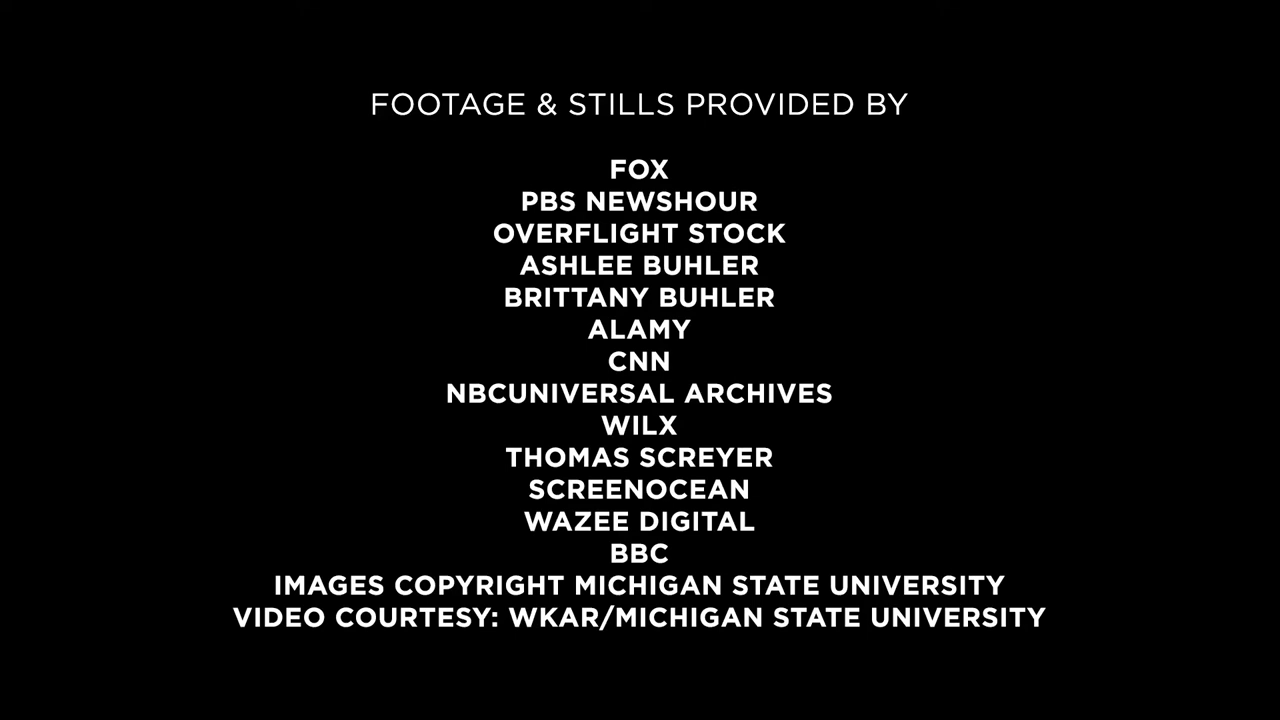 FOOTAGE & STILLS PROVIDED BY
FOX
PBS NEWSHOUR
OVERFLIGHT STOCK
ASHLEE BUHLER
BRITTANY BUHLER
ALAMY
CNN
NBCUNIVERSAL ARCHIVES
WILX
THOMAS SCREYER
SCREENOCEAN
WAZEE DIGITAL
BBC
IMAGES COPYRIGHT MICHIGAN STATE UNIVERSITY
VIDEO COURTESY: WKAR/MICHIGAN STATE UNIVERSITY